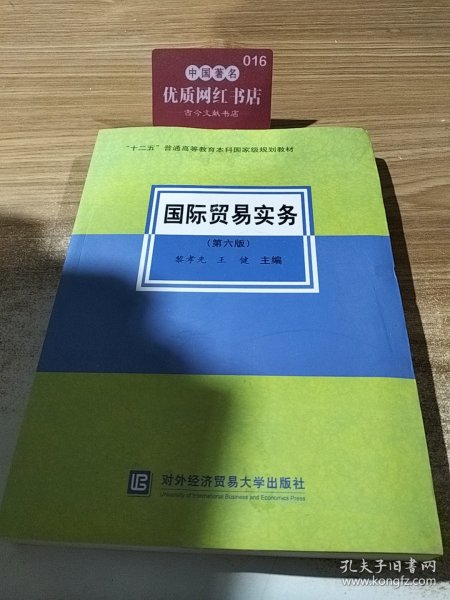 016
中国著名
优质网红书店
古今文献书店
"十二五"普通高等教育本科国家级规划教材
国际贸易实务
(第六版)
黎孝先 王 健 主编
对外经济贸易大学出版社
University of International Business and Economics Press
孔夫子旧书网
www.kongfz.com